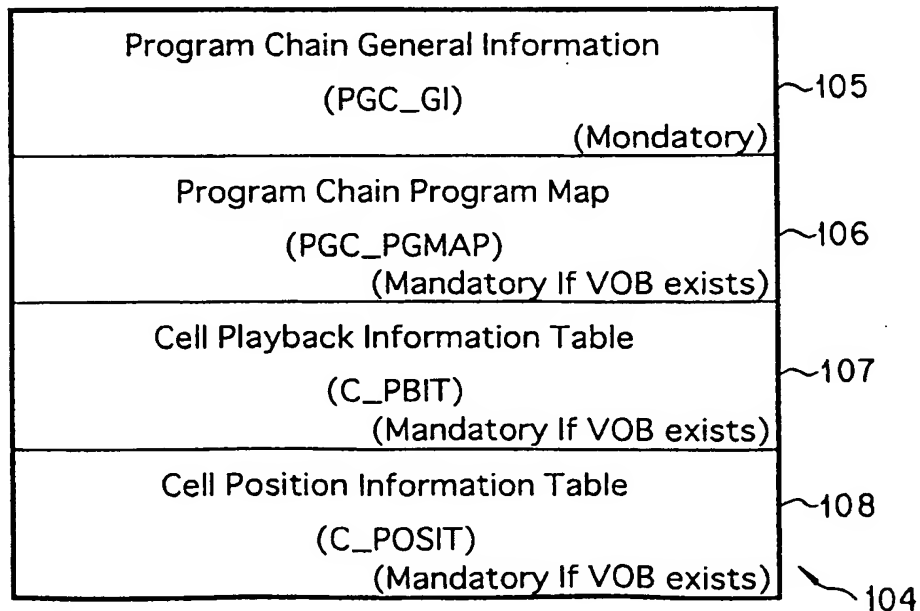 Program Chain General Information
(PGC_GI)
(Mondatory)
105
Program Chain Program Map
(PGC_PGMAP)
(Mandatory If VOB exists)
106
Cell Playback Information Table
(C_PBIT)
(Mandatory If VOB exists)
107
Cell Position Information Table
(C_POSIT)
(Mandatory If VOB exists)
108
104